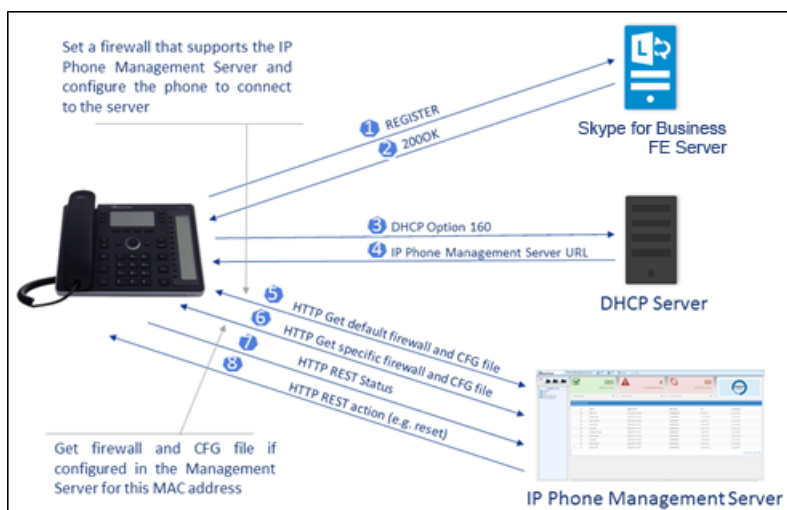 Set a firewall that supports the IP
Phone Management Server and
configure the phone to connect
to the server
1 REGISTER
2 200OK
Skype for Business
FE Server
3 DHCP Option 160
4 IP Phone Management Server URL
DHCP Server
5 HTTP Get default firewall and CFG file
6 HTTP Get specific firewall and CFG file
7 HTTP REST Status
8 HTTP REST action (e.g. reset)
Get firewall and CFG file if
configured in the Management
Server for this MAC address
IP Phone Management Server